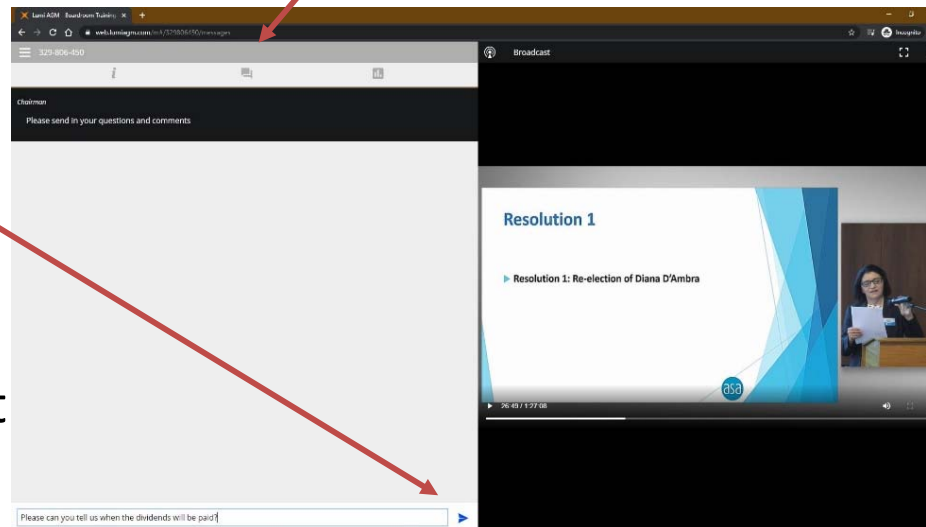 Lumi AGM - Boardroom Training
web.lumiagm.com/#/329806450/messages
Incognito
329-806-450
i
Broadcast
Chairman
Please send in your questions and comments
Resolution 1
Resolution 1: Re-election of Diana D'Ambra
asa
26:49 / 1:27:08
t
Please can you tell us when the dividends will be paid?